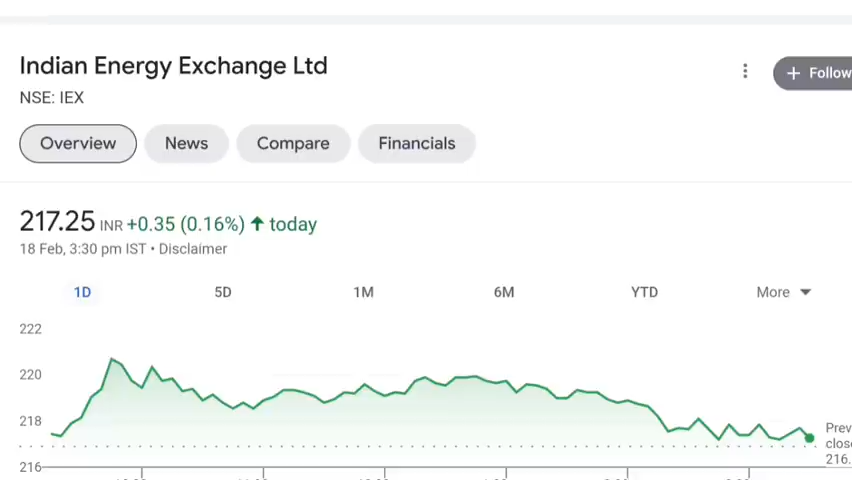 Indian Energy Exchange Ltd
NSE: IEX
+ Follow
Overview News Compare Financials
217.25 INR +0.35 (0.16%) ↑ today
18 Feb, 3:30 pm IST • Disclaimer
1D 5D 1M 6M YTD More
222
220
218
Prev
close
216.
216